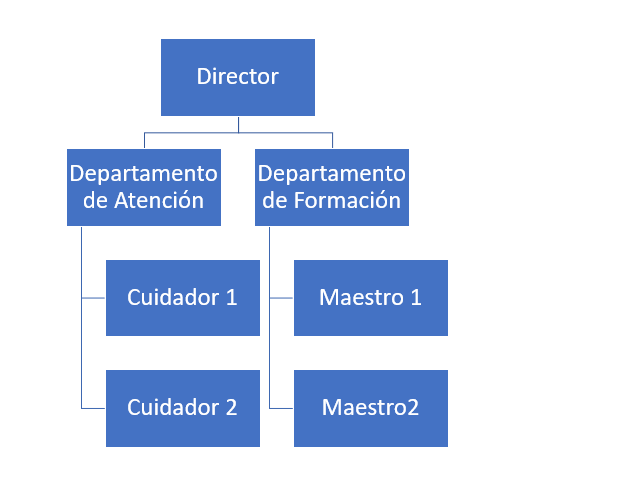 Director
Departamento
de Atención
Departamento
de Formación
Cuidador 1
Maestro 1
Cuidador 2
Maestro2